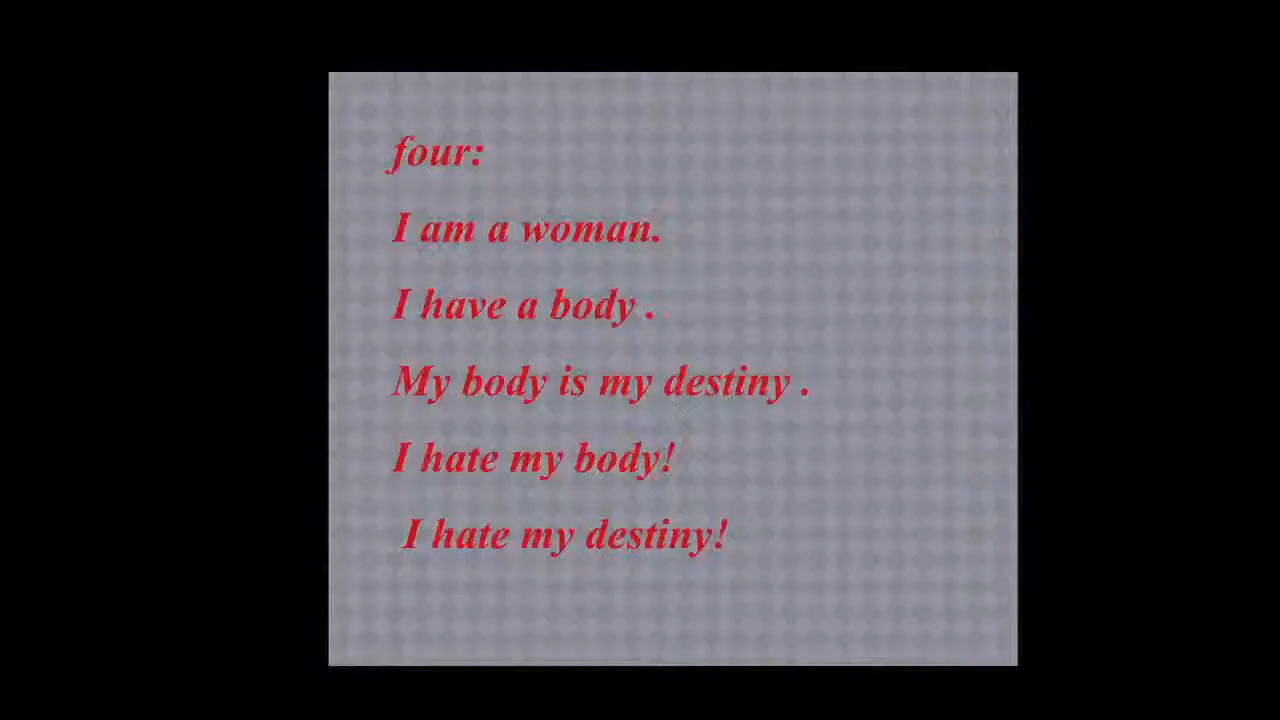 four:
I am a woman.
I have a body .
My body is my destiny .
I hate my body!
I hate my destiny!